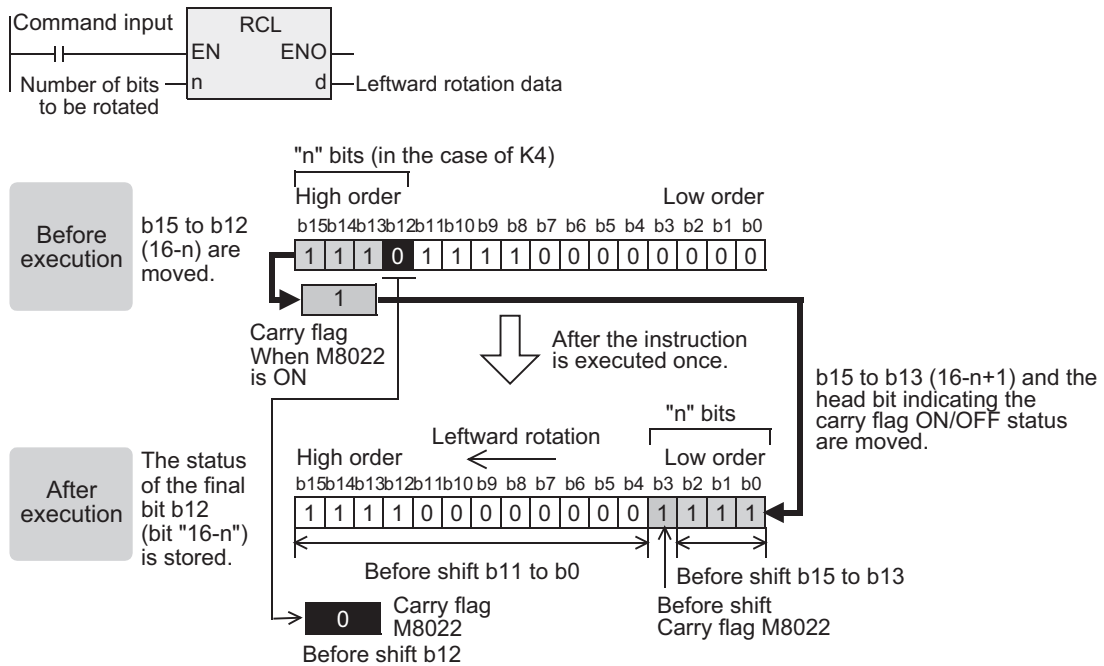 Command input
RCL
EN
ENO
Number of bits
to be rotated
n
d
Leftward rotation data
"n" bits (in the case of K4)
High order
Low order
b15b14b13b12b11b10 b9 b8 b7 b6 b5 b4 b3 b2 b1 b0
Before
execution
b15 to b12
(16-n) are
moved.
1 1 1 0 1 1 1 1 0 0 0 0 0 0 0 0
1
Carry flag
When M8022
is ON
After the instruction
is executed once.
b15 to b13 (16-n+1) and the
head bit indicating the
carry flag ON/OFF status
are moved.
"n" bits
Leftward rotation
High order
Low order
b15b14b13b12b11b10 b9 b8 b7 b6 b5 b4 b3 b2 b1 b0
After
execution
The status
of the final
bit b12
(bit "16-n")
is stored.
1 1 1 1 0 0 0 0 0 0 0 0 1 1 1 1
Before shift b11 to b0
Before shift b15 to b13
Before shift
Carry flag M8022
0
Carry flag
M8022
Before shift b12